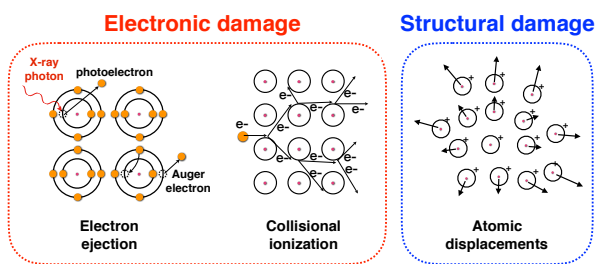 Electronic damage
Structural damage
X-ray
photon
photoelectron
Auger
electron
e-
e-
e-
e-
e-
e-
e-
e-
+
+
+
+
+
+
+
+
+
+
+
+
+
+
Electron
ejection
Collisional
ionization
Atomic
displacements